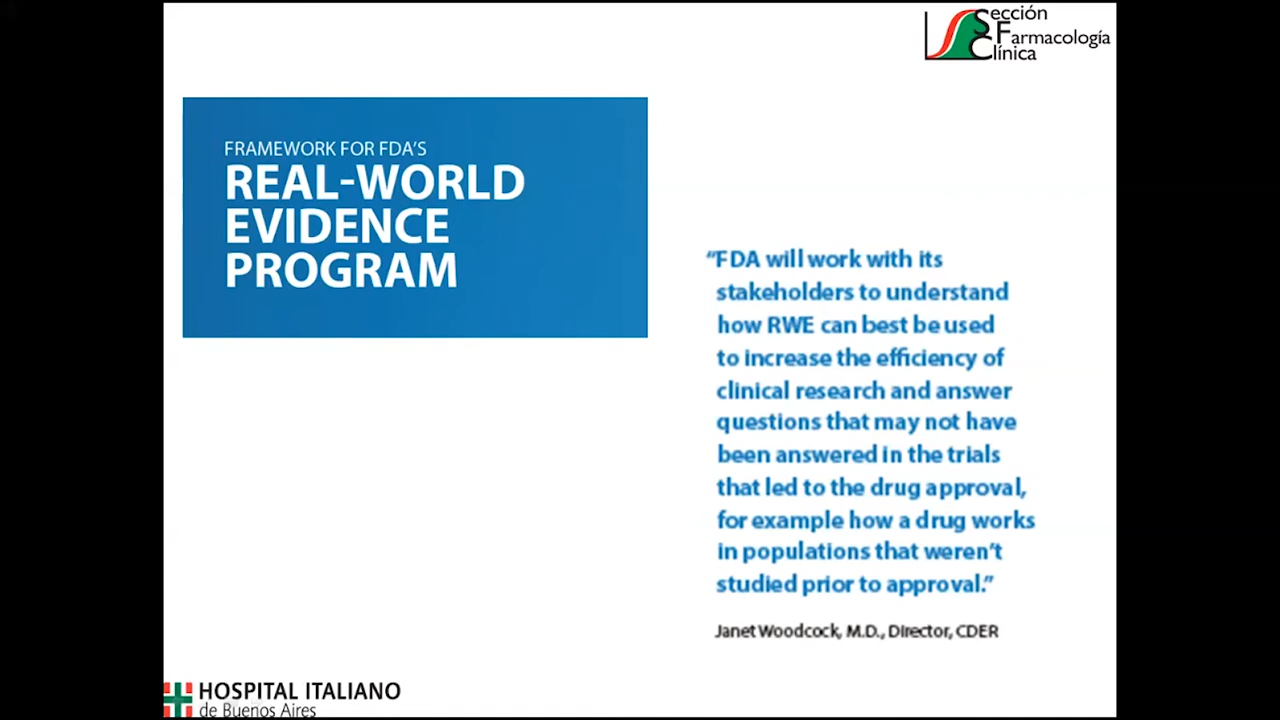 Sección
Farmacología
Clínica
FRAMEWORK FOR FDA'S
REAL-WORLD
EVIDENCE
PROGRAM
“FDA will work with its
stakeholders to understand
how RWE can best be used
to increase the efficiency of
clinical research and answer
questions that may not have
been answered in the trials
that led to the drug approval,
for example how a drug works
in populations that weren't
studied prior to approval.”
Janet Woodcock, M.D., Director, CDER
HOSPITAL ITALIANO
de Buenos Aires